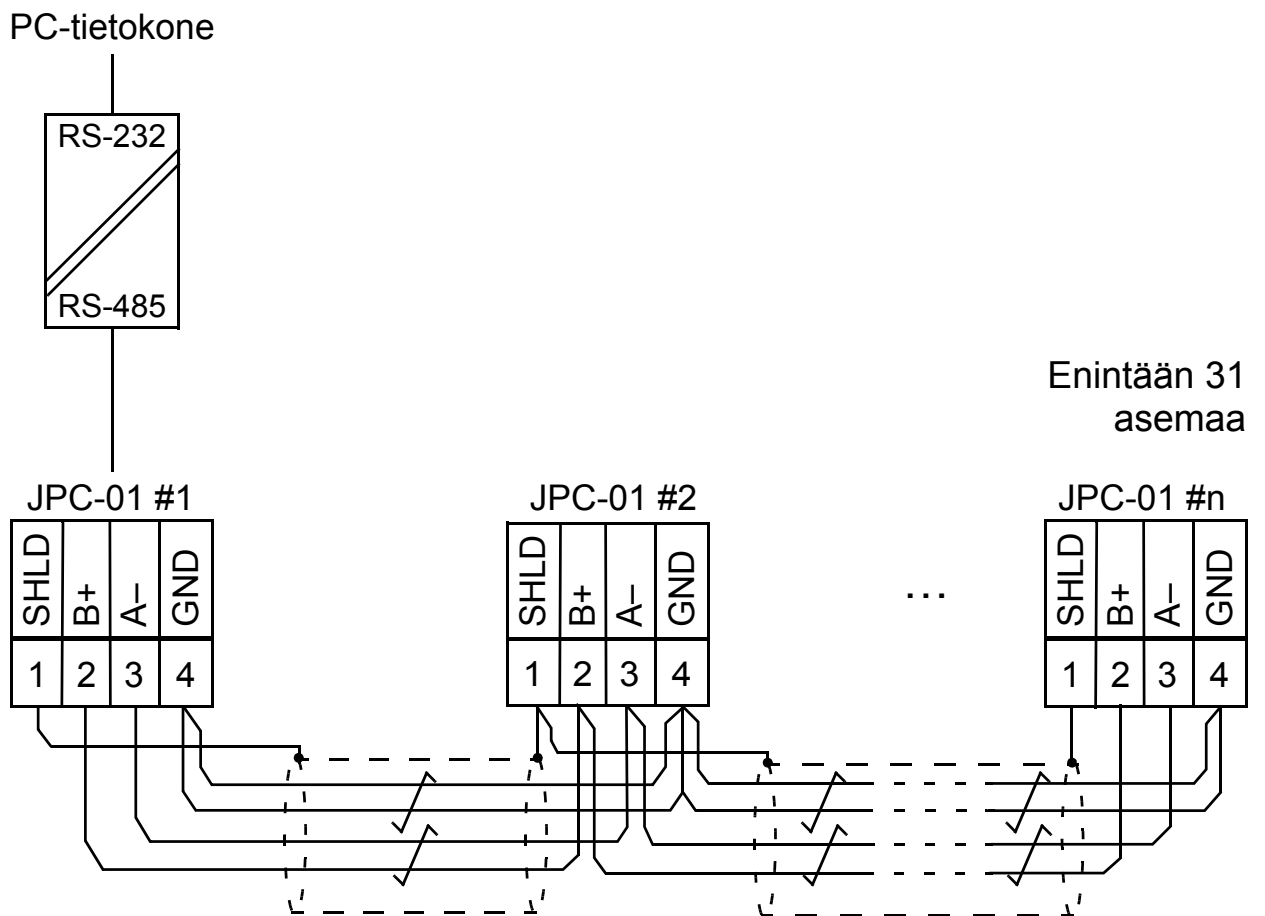 PC-tietokone
RS-232
RS-485
Enintään 31
asemaa
JPC-01 #1
JPC-01 #2
JPC-01 #n
SHLD B+ A– GND
SHLD B+ A– GND
...
SHLD B+ A– GND
1 2 3 4
1 2 3 4
1 2 3 4